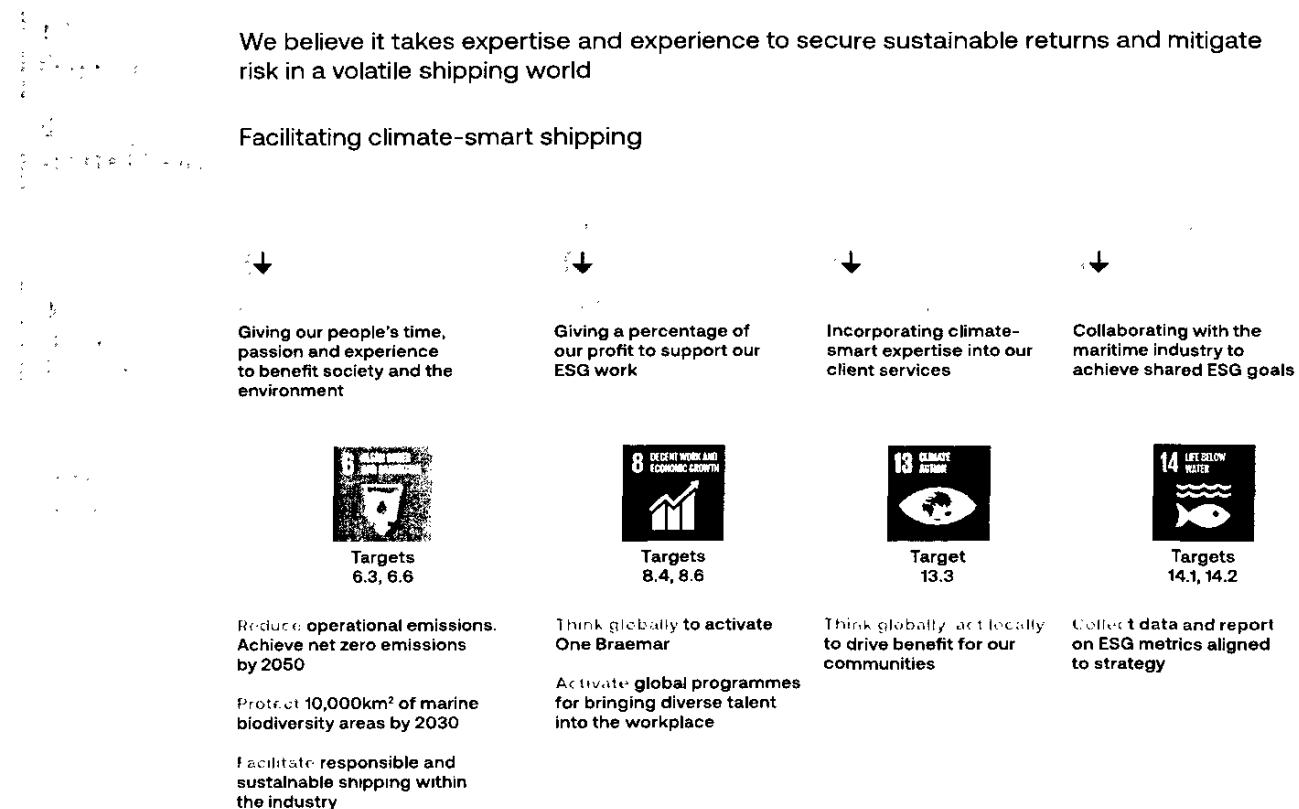 We believe it takes expertise and experience to secure sustainable returns and mitigate
risk in a volatile shipping world
Facilitating climate-smart shipping
Giving our people's time,
passion and experience
to benefit society and the
environment
Giving a percentage of
our profit to support our
ESG work
Incorporating climate-
smart expertise into our
client services
Collaborating with the
maritime industry to
achieve shared ESG goals
6
8 DECENT WORK AND
ECONOMIC GROWTH
13 CLIMATE
ACTION
14 LIFE BELOW
WATER
Targets
6.3, 6.6
Targets
8.4, 8.6
Target
13.3
Targets
14.1, 14.2
Reduce operational emissions.
Achieve net zero emissions
by 2050
Protect 10,000km² of marine
biodiversity areas by 2030
Facilitate responsible and
sustainable shipping within
the industry
Think globally to activate
One Braemar
Activate global programmes
for bringing diverse talent
into the workplace
Think globally act locally
to drive benefit for our
communities
Collect data and report
on ESG metrics aligned
to strategy